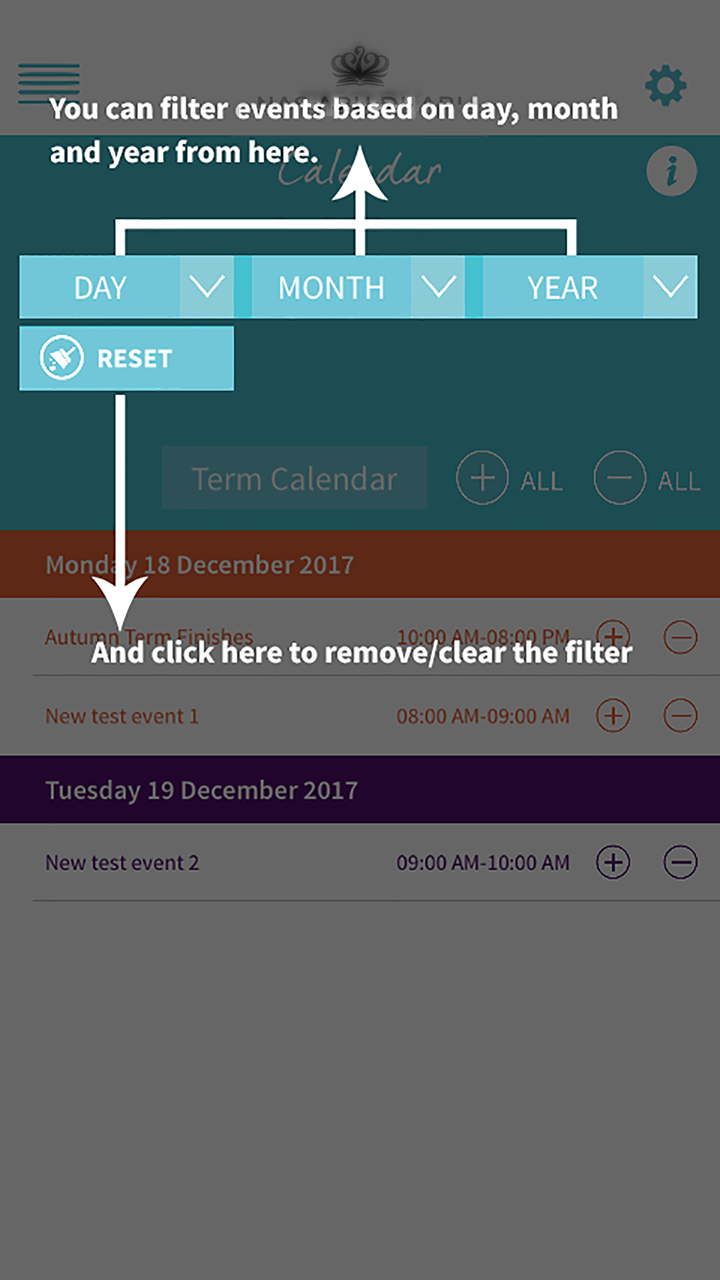 You can filter events based on day, month
and year from here.
Calendar
DAY MONTH YEAR
RESET
Term Calendar ALL ALL
Monday 18 December 2017
Autumn Term Finishes 10:00 AM-08:00 PM
And click here to remove/clear the filter
New test event 1 08:00 AM-09:00 AM
Tuesday 19 December 2017
New test event 2 09:00 AM-10:00 AM